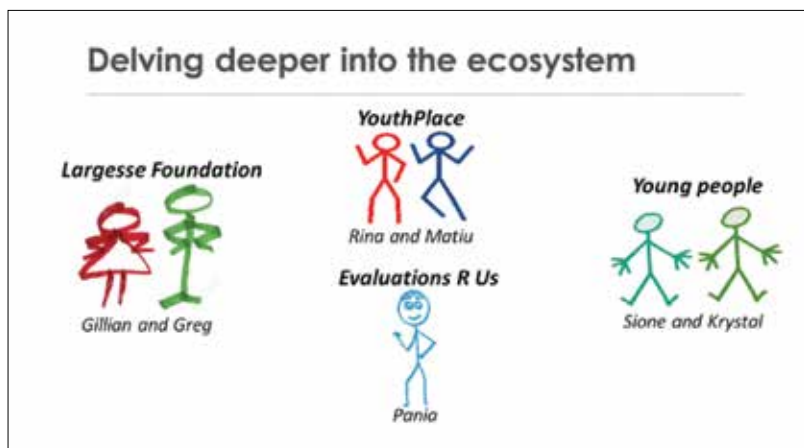 Delving deeper into the ecosystem
YouthPlace
Rina and Matiu
Largesse Foundation
Gillian and Greg
Evaluations R Us
Pania
Young people
Sione and Krystal